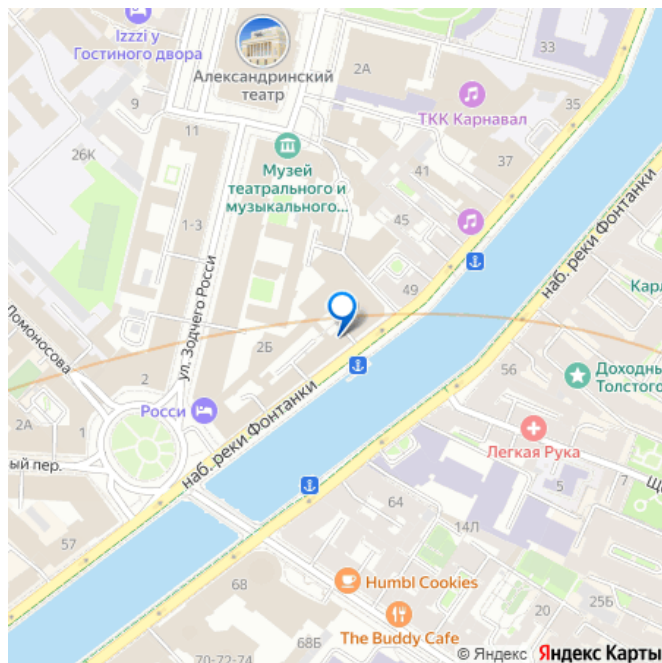 Izzzi у
Гостиного двора
Александринский
театр
2А
33
ТКК Карнавал
35
9
11
26К
Музей
театрального и
музыкального...
41
37
45
1-3
ул. Зодчего Росси
49
наб. реки Фонтанки
Ломоносова
2Б
2
Росси
56
Доходны
Толстого
2А
1
наб. реки Фонтанки
Легкая Рука
ый пер.
5
64
14Л
57
Humbl Cookies
68
20
25Б
The Buddy Cafe
68Б
70-72-74
© Яндекс Яндекс Карты